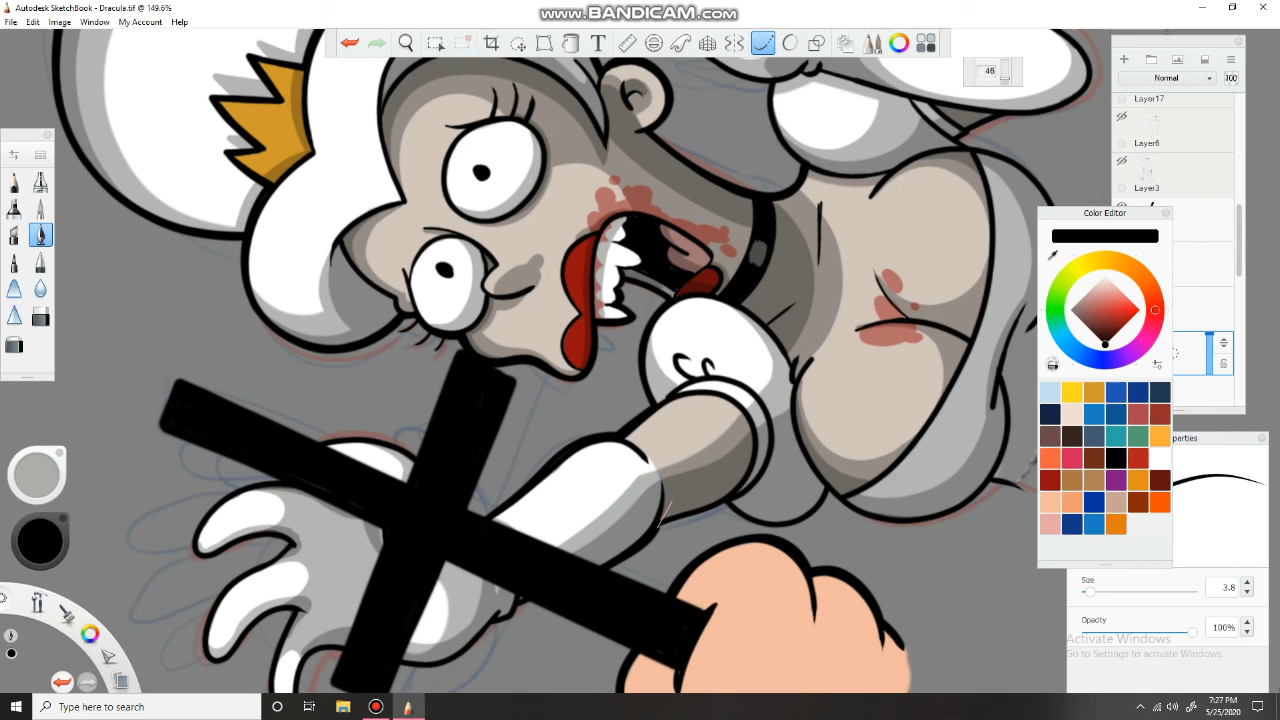 Autodesk SketchBook - Dracula.tif @ 149.6%
www.BANDICAM.com
File Edit Image Window My Account Help
46
Normal
100
Layer17
Layer6
Layer3
Color Editor
perties
Size
3.8
Opacity
100%
Activate Windows
Go to Settings to activate Windows.
Type here to search
7:27 PM
5/25/2020